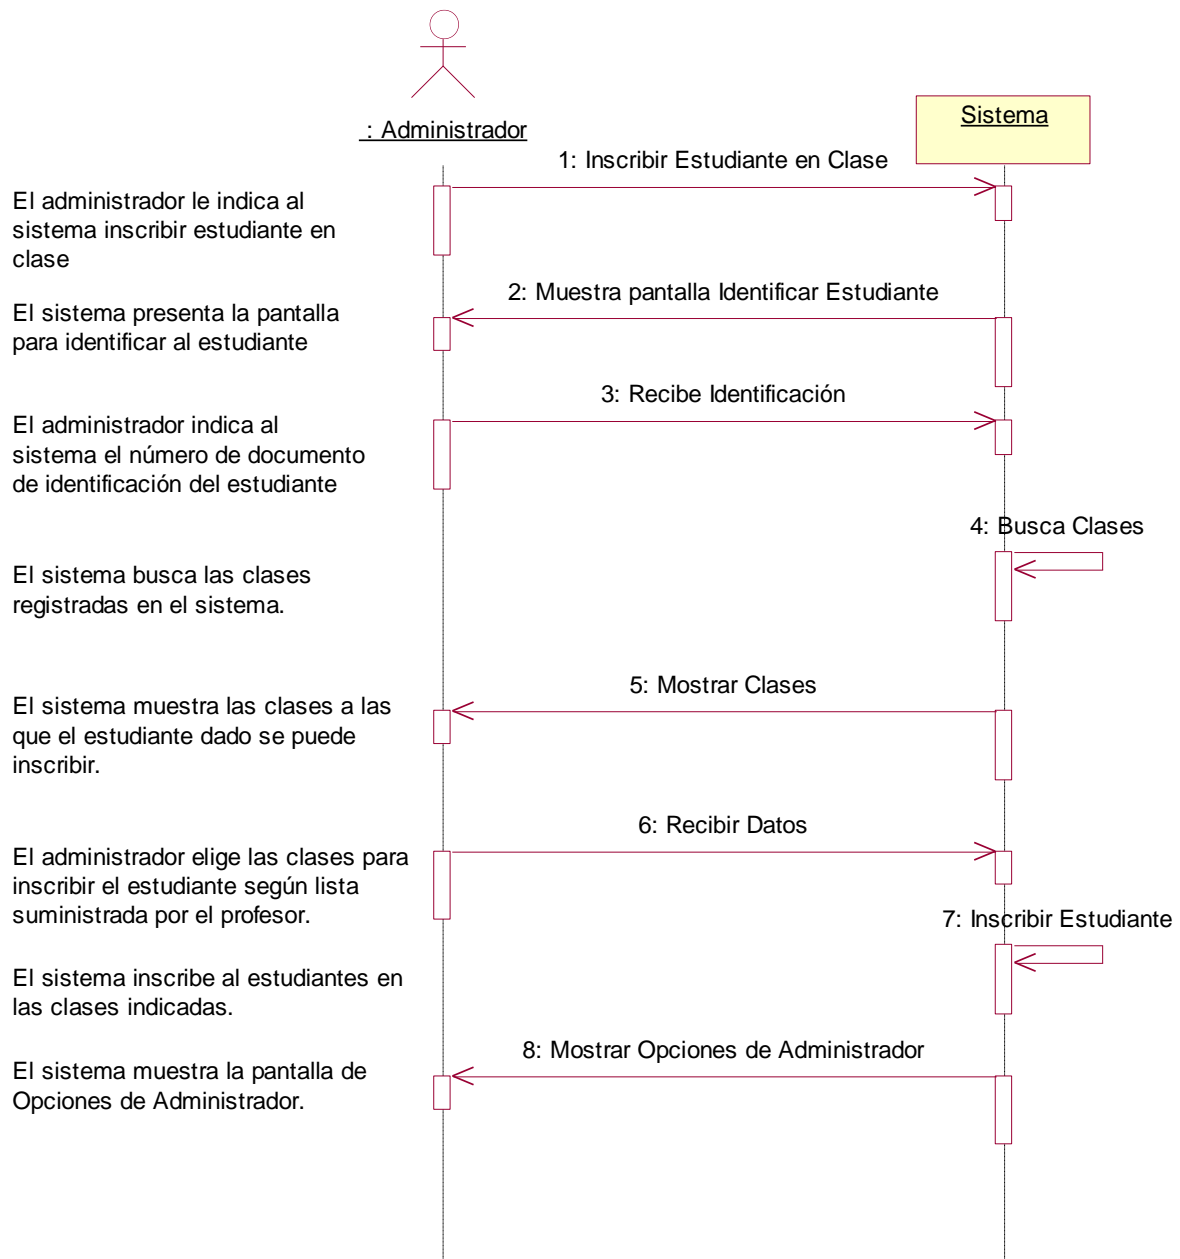 : Administrador
Sistema
1: Inscribir Estudiante en Clase
El administrador le indica al
sistema inscribir estudiante en
clase
2: Muestra pantalla Identificar Estudiante
El sistema presenta la pantalla
para identificar al estudiante
3: Recibe Identificación
El administrador indica al
sistema el número de documento
de identificación del estudiante
4: Busca Clases
El sistema busca las clases
registradas en el sistema.
5: Mostrar Clases
El sistema muestra las clases a las
que el estudiante dado se puede
inscribir.
6: Recibir Datos
El administrador elige las clases para
inscribir el estudiante según lista
suministrada por el profesor.
7: Inscribir Estudiante
El sistema inscribe al estudiantes en
las clases indicadas.
8: Mostrar Opciones de Administrador
El sistema muestra la pantalla de
Opciones de Administrador.